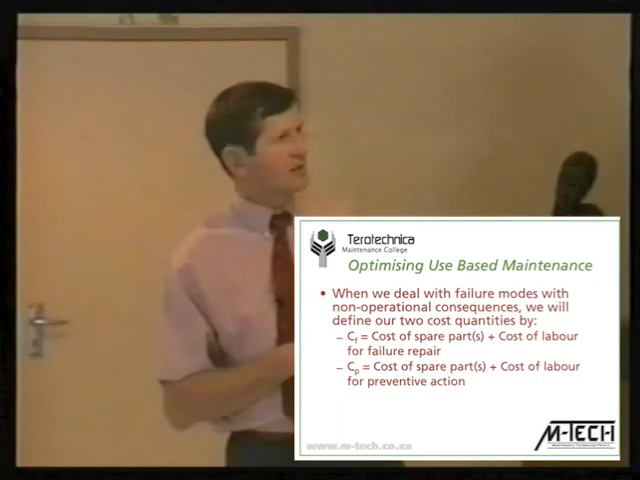 Terotechnica
Maintenance College
Optimising Use Based Maintenance
• When we deal with failure modes with
non-operational consequences, we will
define our two cost quantities by:
– Cf = Cost of spare part(s) + Cost of labour
for failure repair
– Cp = Cost of spare part(s) + Cost of labour
for preventive action
www.m-tech.co.za
M-TECH